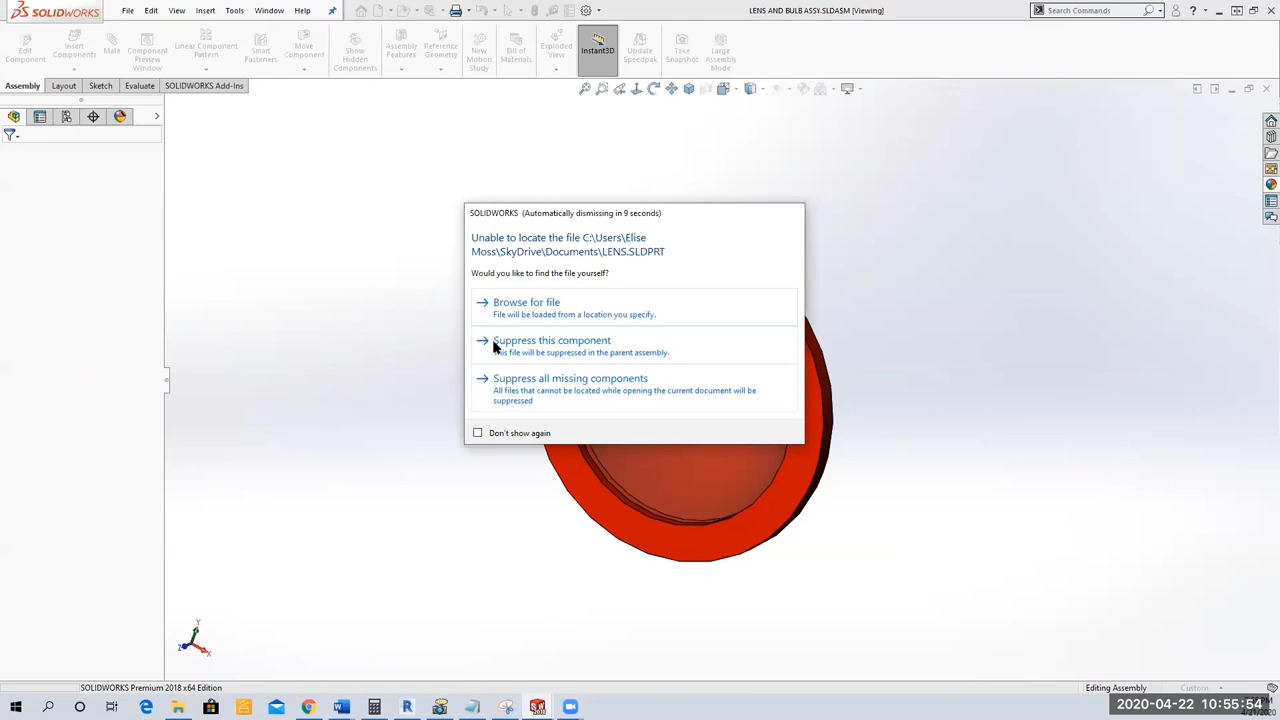 SOLIDWORKS
File Edit View Insert Tools Window Help
LENS AND BULB ASSY.SLDASM [Viewing]
Search Commands
Edit Component
Insert Components
Mate
Component Preview Window
Linear Component Pattern
Smart Fasteners
Move Component
Show Hidden Components
Assembly Features
Reference Geometry
New Motion Study
Bill of Materials
Exploded View
Instant3D
Update Speedpak
Take Snapshot
Large Assembly Mode
Assembly Layout Sketch Evaluate SOLIDWORKS Add-Ins
SOLIDWORKS (Automatically dismissing in 9 seconds)
Unable to locate the file C:\Users\Elise
Moss\SkyDrive\Documents\LENS.SLDPRT
Would you like to find the file yourself?
Browse for file
File will be loaded from a location you specify.
Suppress this component
This file will be suppressed in the parent assembly.
Suppress all missing components
All files that cannot be located while opening the current document will be
suppressed
Don't show again
Y
Z X
SOLIDWORKS Premium 2018 x64 Edition
Editing Assembly
Custom
2020-04-22 10:55:54